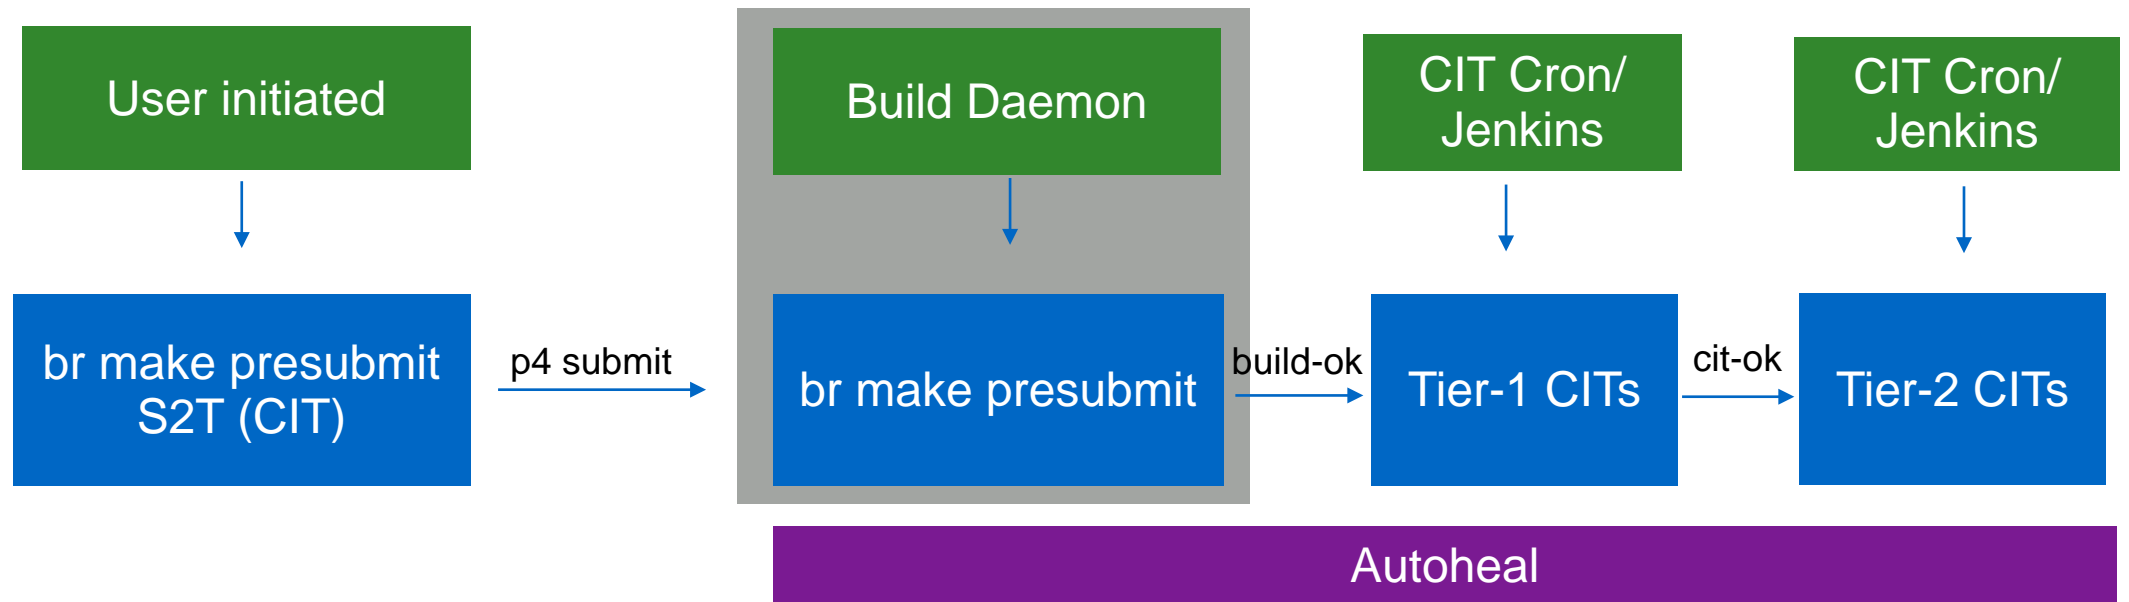 User initiated
Build Daemon
CIT Cron/
Jenkins
CIT Cron/
Jenkins
br make presubmit
S2T (CIT)
p4 submit
br make presubmit
build-ok
Tier-1 CITs
cit-ok
Tier-2 CITs
Autoheal